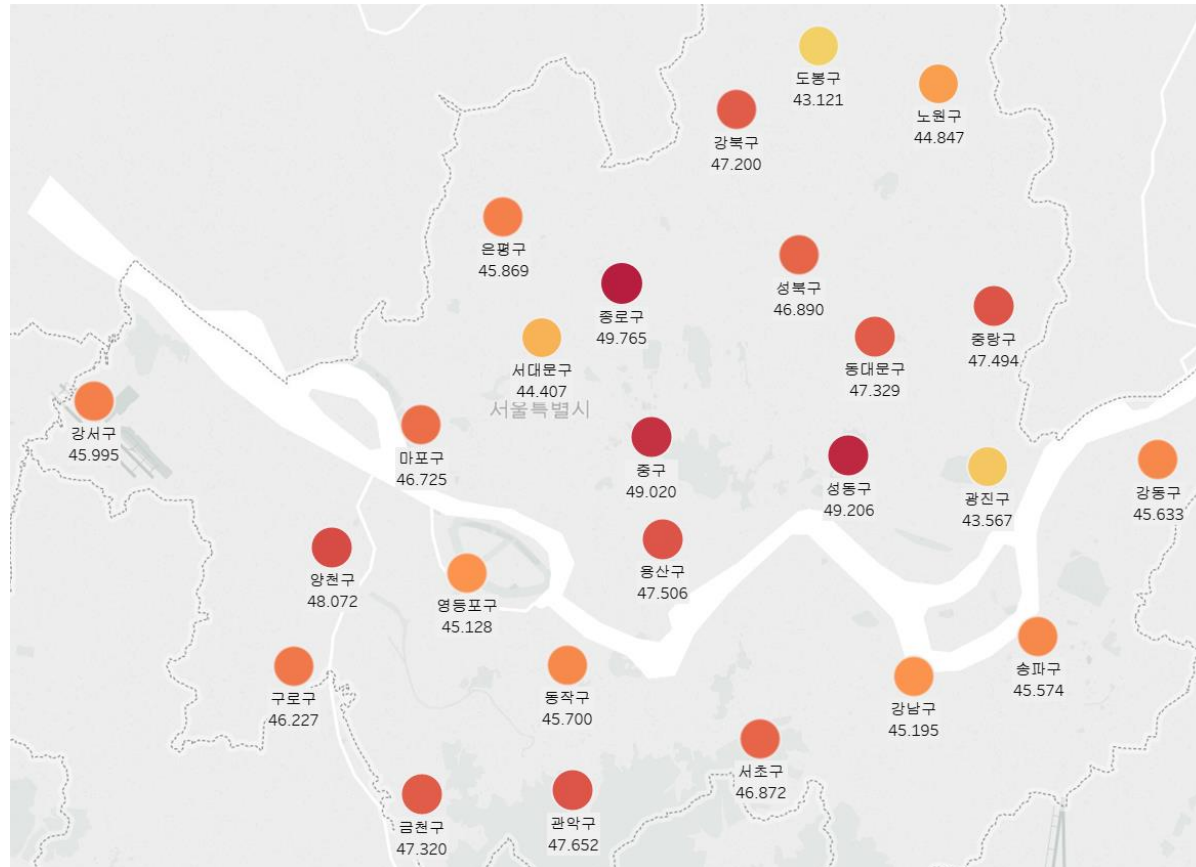 도봉구
43.121
노원구
44.847
강북구
47.200
은평구
45.869
성북구
46.890
종로구
49.765
중랑구
47.494
서대문구
44.407
동대문구
47.329
서울특별시
강서구
45.995
마포구
46.725
중구
49.020
성동구
49.206
광진구
43.567
강동구
45.633
양천구
48.072
용산구
47.506
영등포구
45.128
송파구
45.574
구로구
46.227
동작구
45.700
강남구
45.195
서초구
46.872
금천구
47.320
관악구
47.652